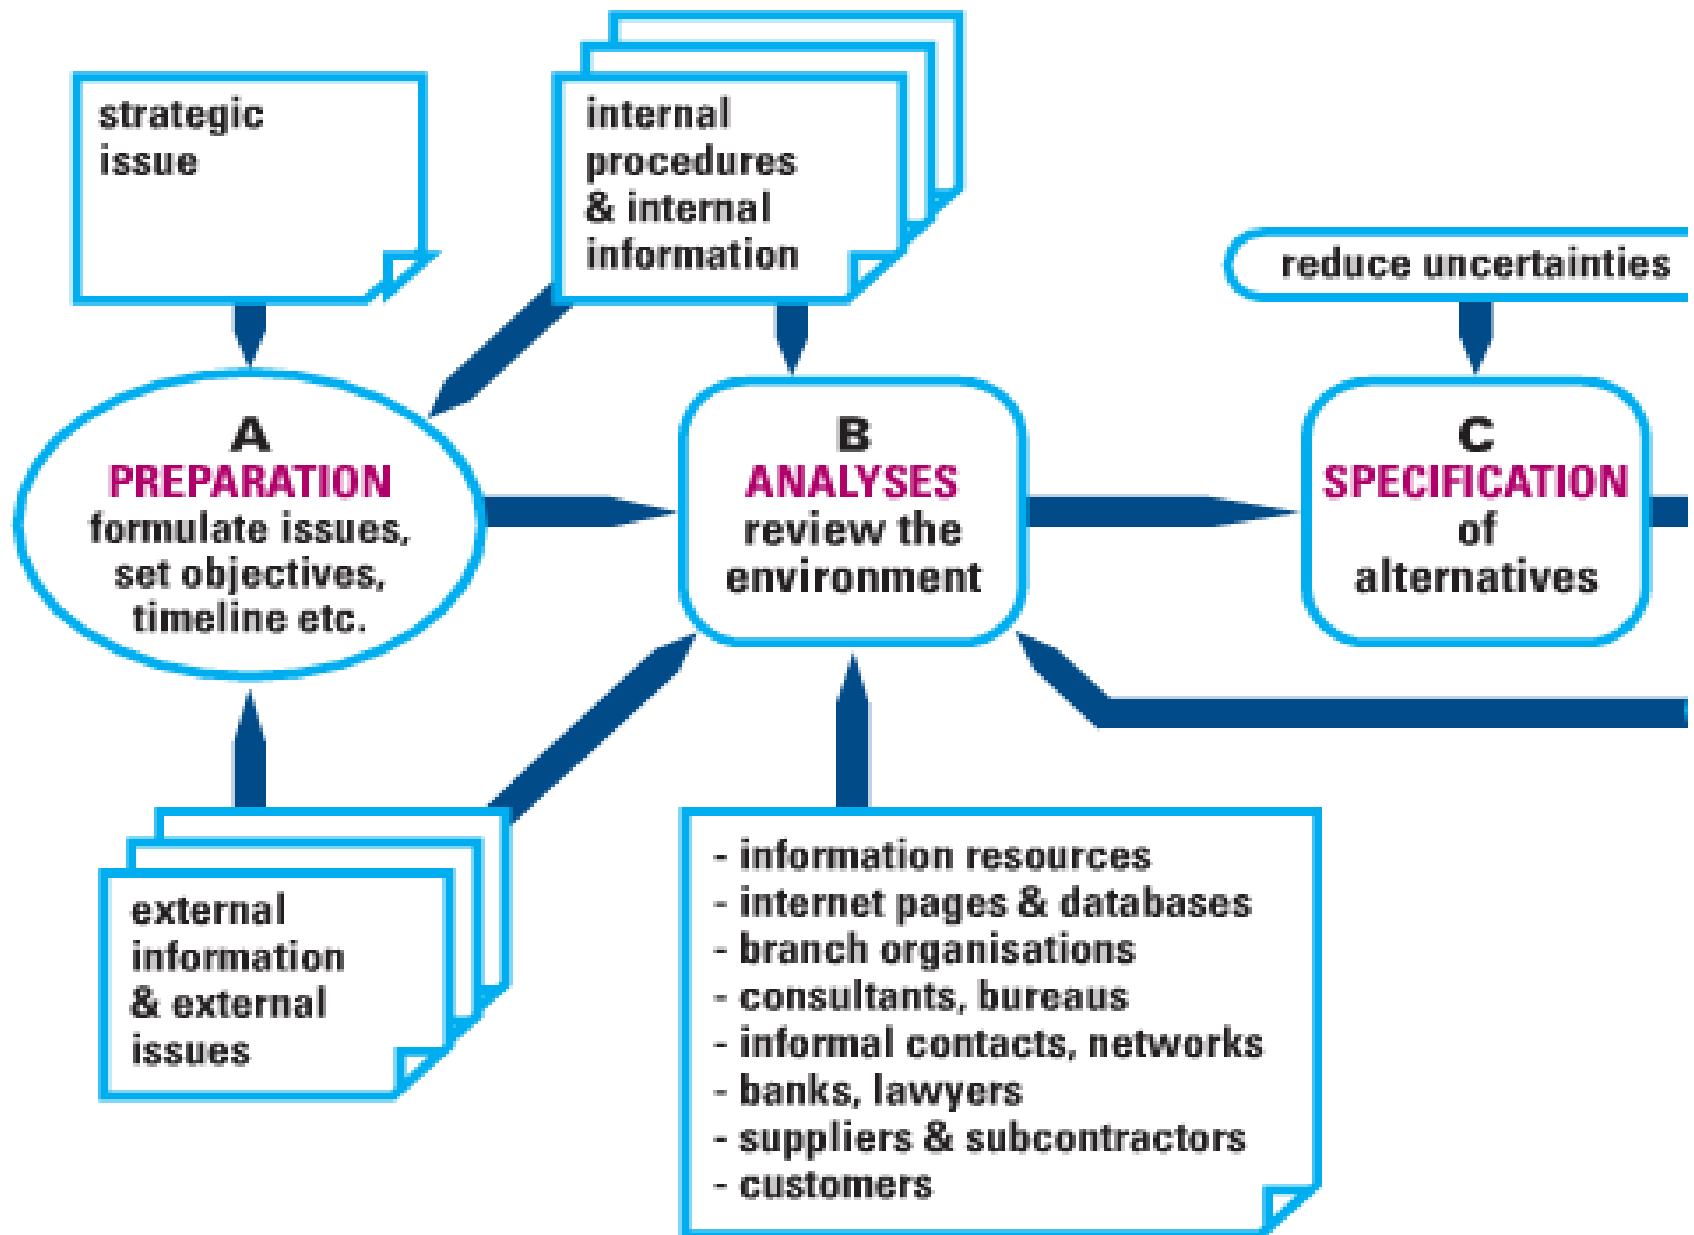 strategic
issue
internal
procedures
& internal
information
reduce uncertainties
A
PREPARATION
formulate issues,
set objectives,
timeline etc.
B
ANALYSES
review the
environment
C
SPECIFICATION
of
alternatives
external
information
& external
issues
- information resources
- internet pages & databases
- branch organisations
- consultants, bureaus
- informal contacts, networks
- banks, lawyers
- suppliers & subcontractors
- customers